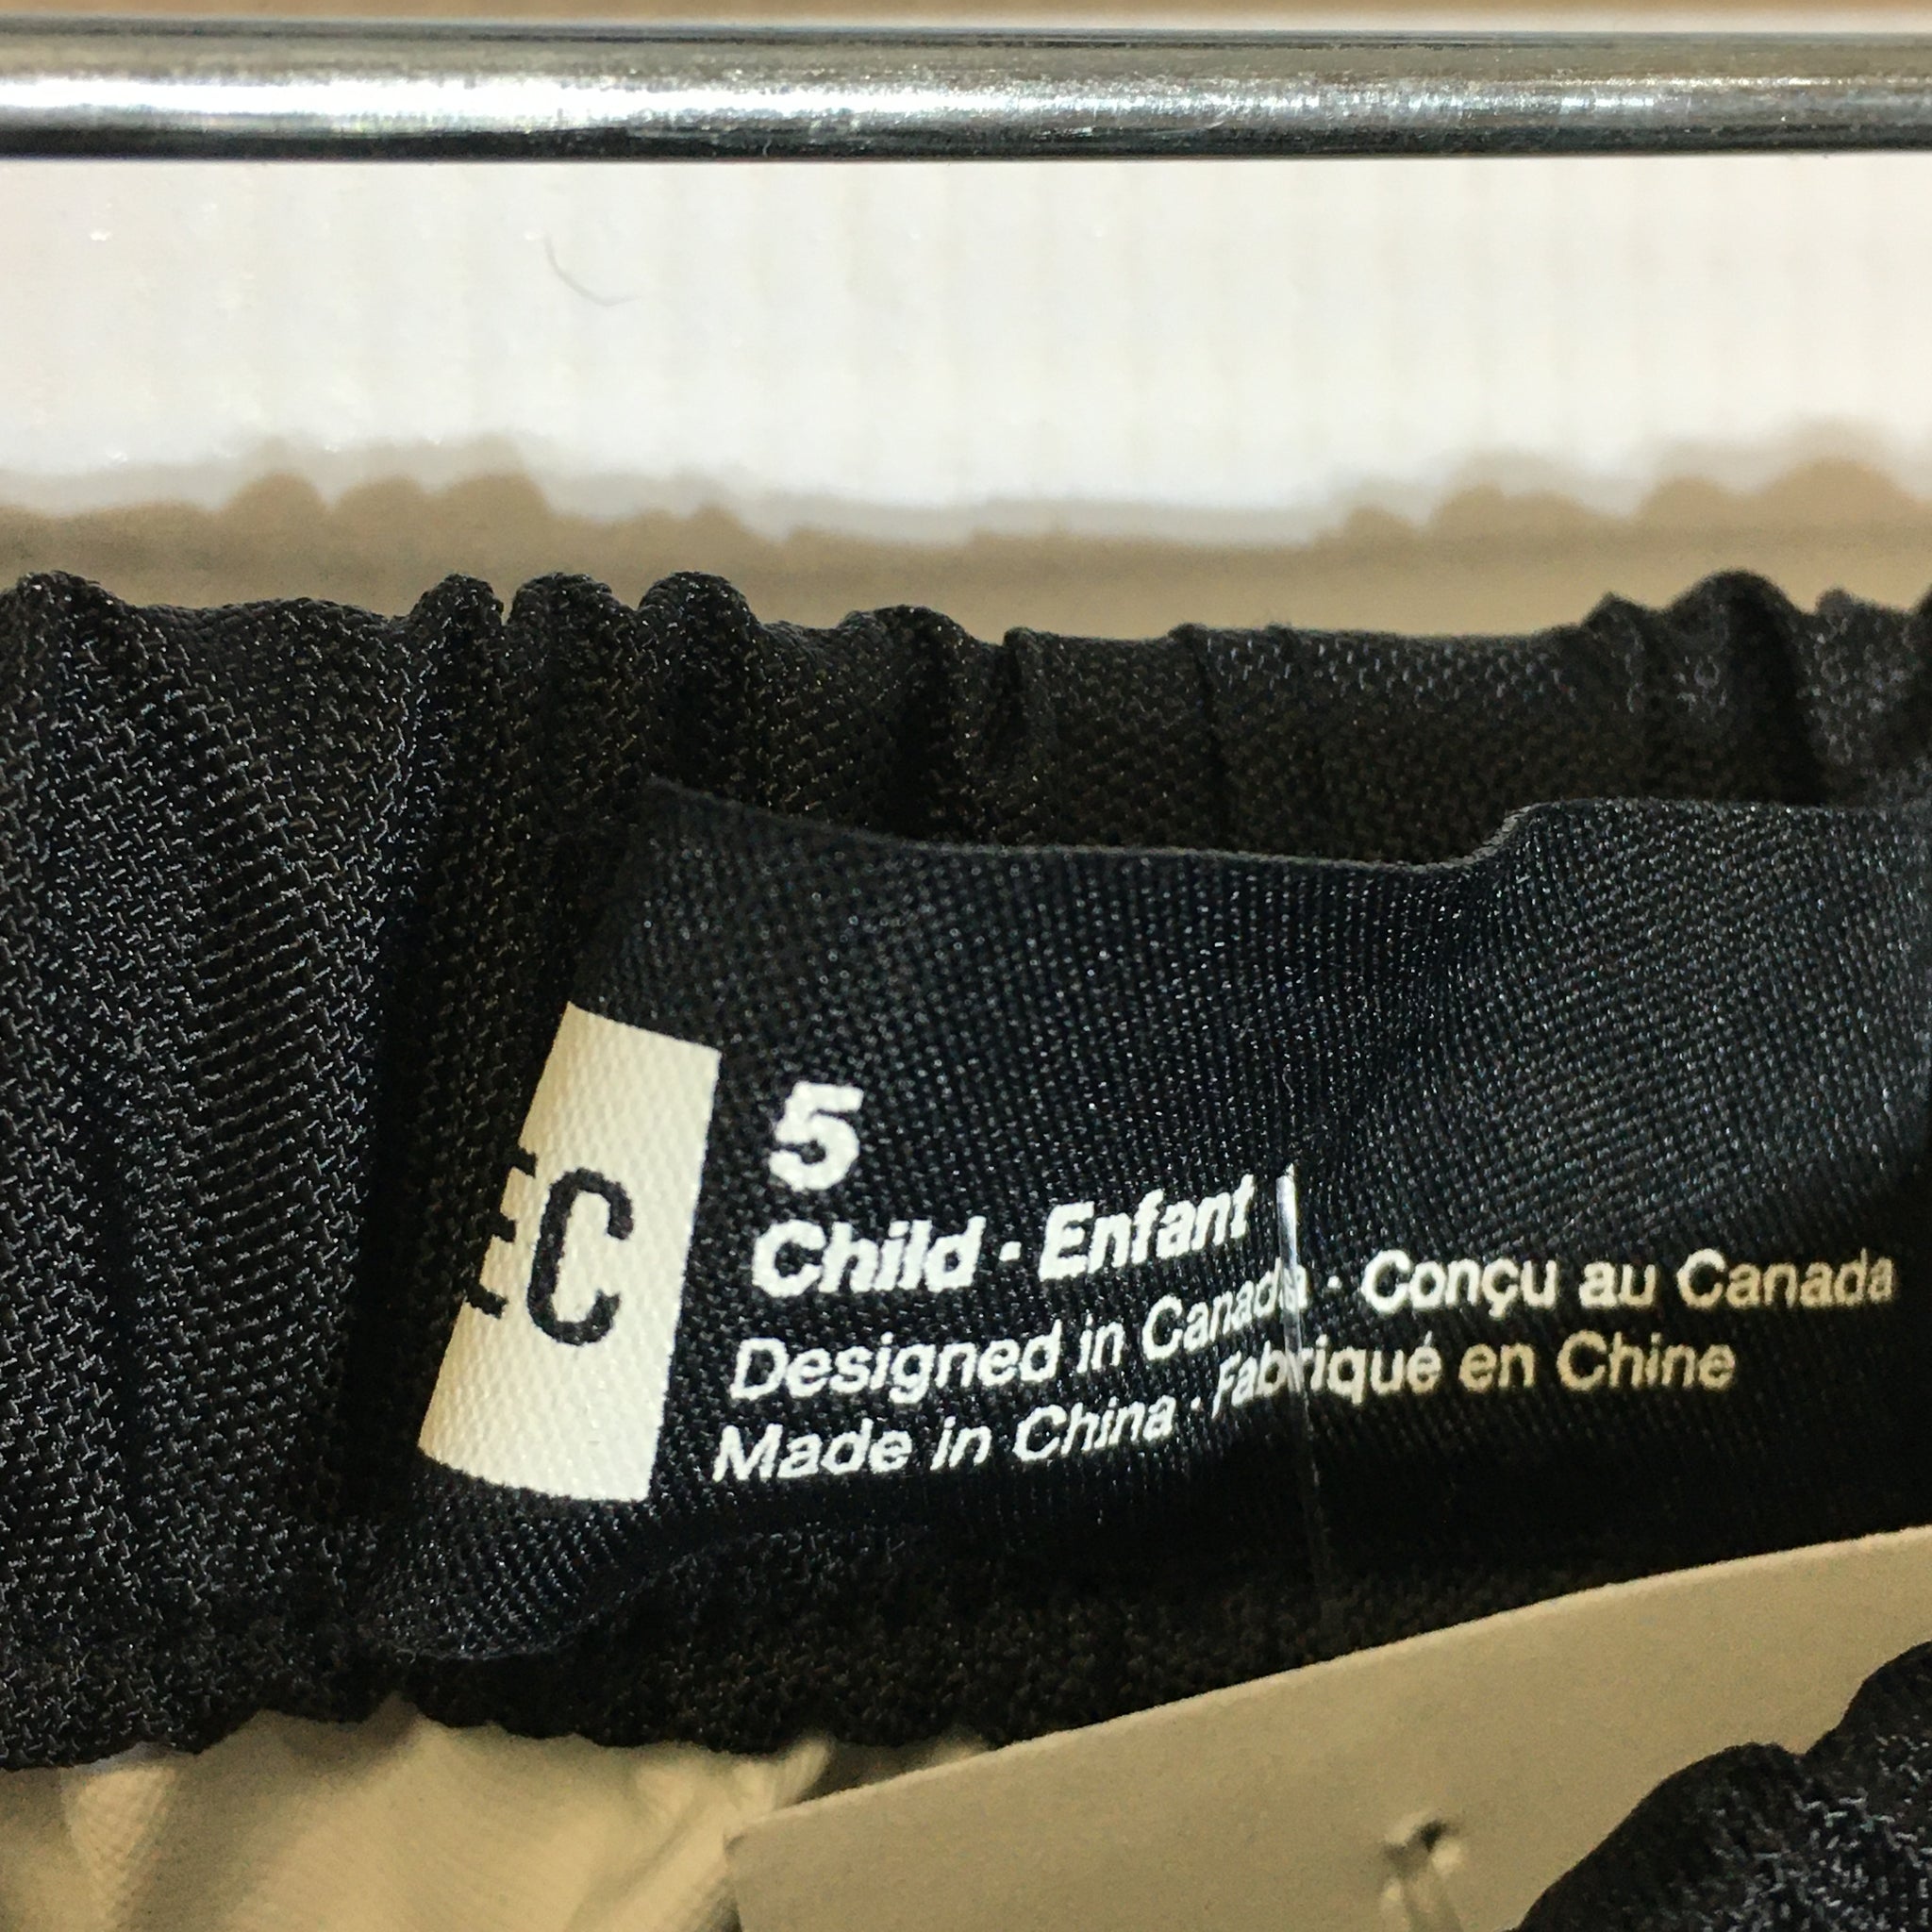 EC
5
Child · Enfant
Designed in Canada · Conçu au Canada
Made in China · Fabriqué en Chine